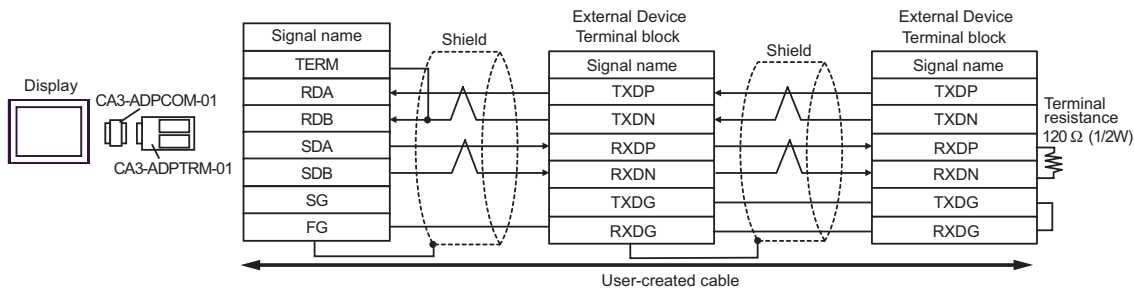 Display
CA3-ADPCOM-01
CA3-ADPTRM-01
Signal name
TERM
RDA
RDB
SDA
SDB
SG
FG
Shield
External Device
Terminal block
Signal name
TXDP
TXDN
RXDP
RXDN
TXDG
RXDG
Shield
External Device
Terminal block
Signal name
TXDP
TXDN
RXDP
RXDN
TXDG
RXDG
Terminal
resistance
120 Ω (1/2W)
User-created cable